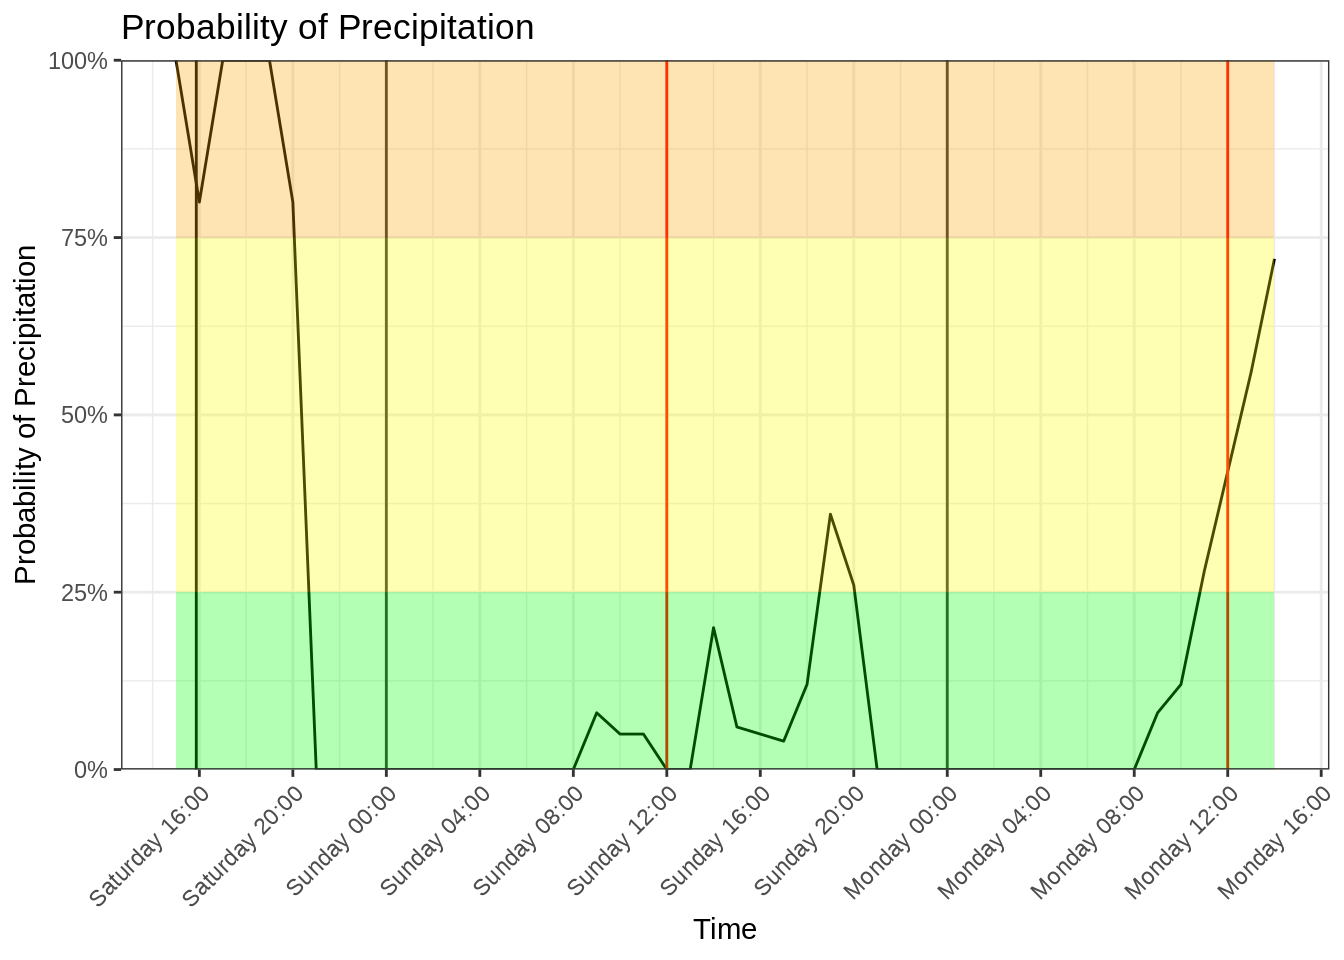 Probability of Precipitation
Probability of Precipitation
100%
75%
50%
25%
0%
Saturday 16:00
Saturday 20:00
Sunday 00:00
Sunday 04:00
Sunday 08:00
Sunday 12:00
Sunday 16:00
Sunday 20:00
Monday 00:00
Monday 04:00
Monday 08:00
Monday 12:00
Monday 16:00
Time